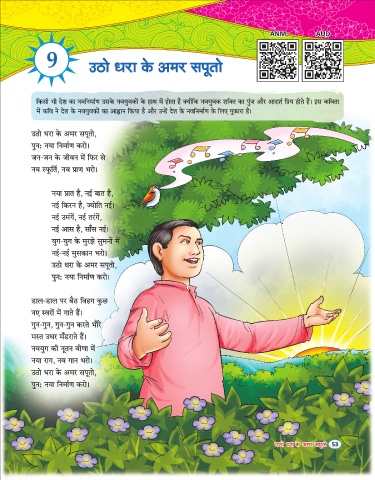 ANM
AUD
9
उठो धरा के अमर सपूतो
किसी भी देश का नवनिर्माण उसके नवयुवकों के हाथ में होता है क्योंकि नवयुवक शक्ति का पुंज और आदर्श प्रिय होते हैं। इस कविता
में कवि ने देश के नवयुवकों का आह्वान किया है और उन्हें देश के नवनिर्माण के लिए पुकारा है।
उठो धरा के अमर सपूतो,
पुनः नया निर्माण करो।
जन-जन के जीवन में फिर से
नव स्फूर्ति, नव प्राण भरो।
नया प्रात है, नई बात है,
नई किरन है, ज्योति नई।
नई उमंगें, नई तरंगें,
नई आस है, साँस नई।
युग-युग के मुरझे सुमनों में
नई-नई मुसकान भरो।
उठो धरा के अमर सपूतो,
पुनः नया निर्माण करो।
डाल-डाल पर बैठ विहग कुछ
नए स्वरों में गाते हैं।
गुन-गुन, गुन-गुन करते भौंरे
मस्त उधर मँडराते हैं।
नवयुग की नूतन वीणा में
नया राग, नव गान भरो।
उठो धरा के अमर सपूतो,
पुनः नया निर्माण करो।
उठो धरा के अमर सपूतो 53